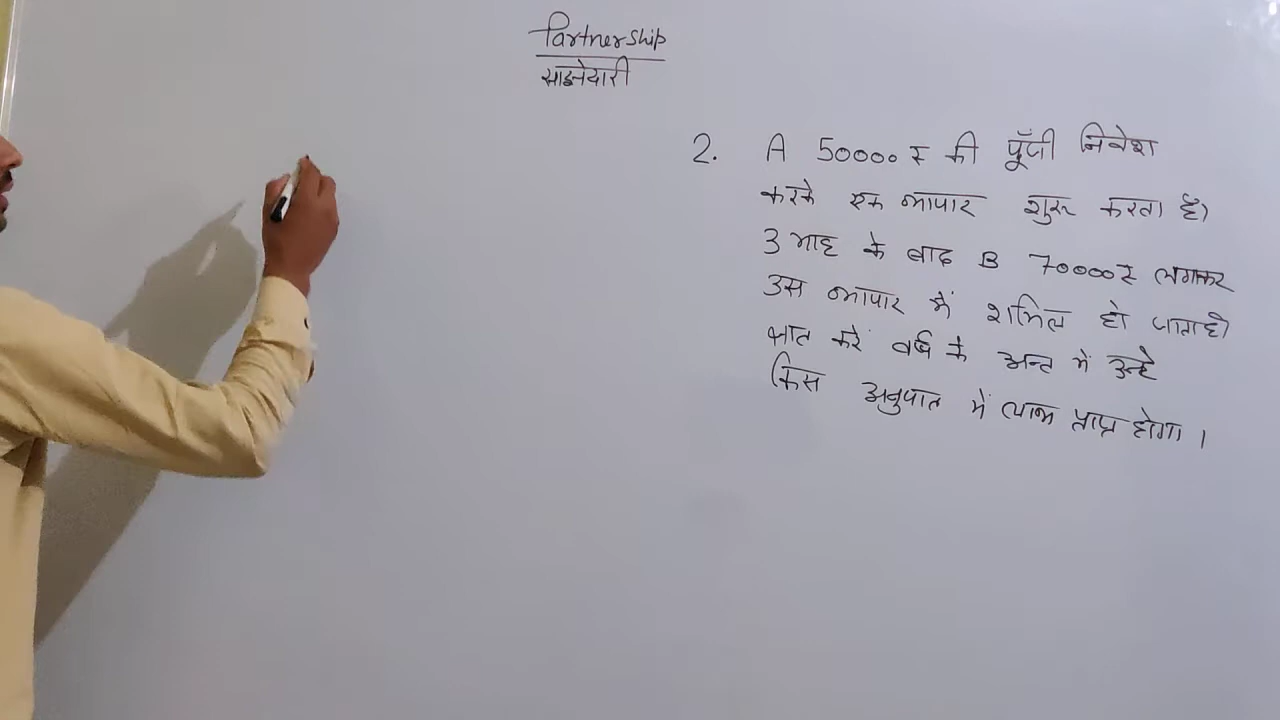 Partnership
साझेदारी
2. A 50000 ₹ की पूँजी निवेश
करके एक व्यापार शुरू करता है।
3 माह के बाद B 70000 ₹ लगाकर
उस व्यापार में शामिल हो जाता है।
ज्ञात करें वर्ष के अन्त में उन्हे
किस अनुपात में लाभ प्राप्त होगा ।